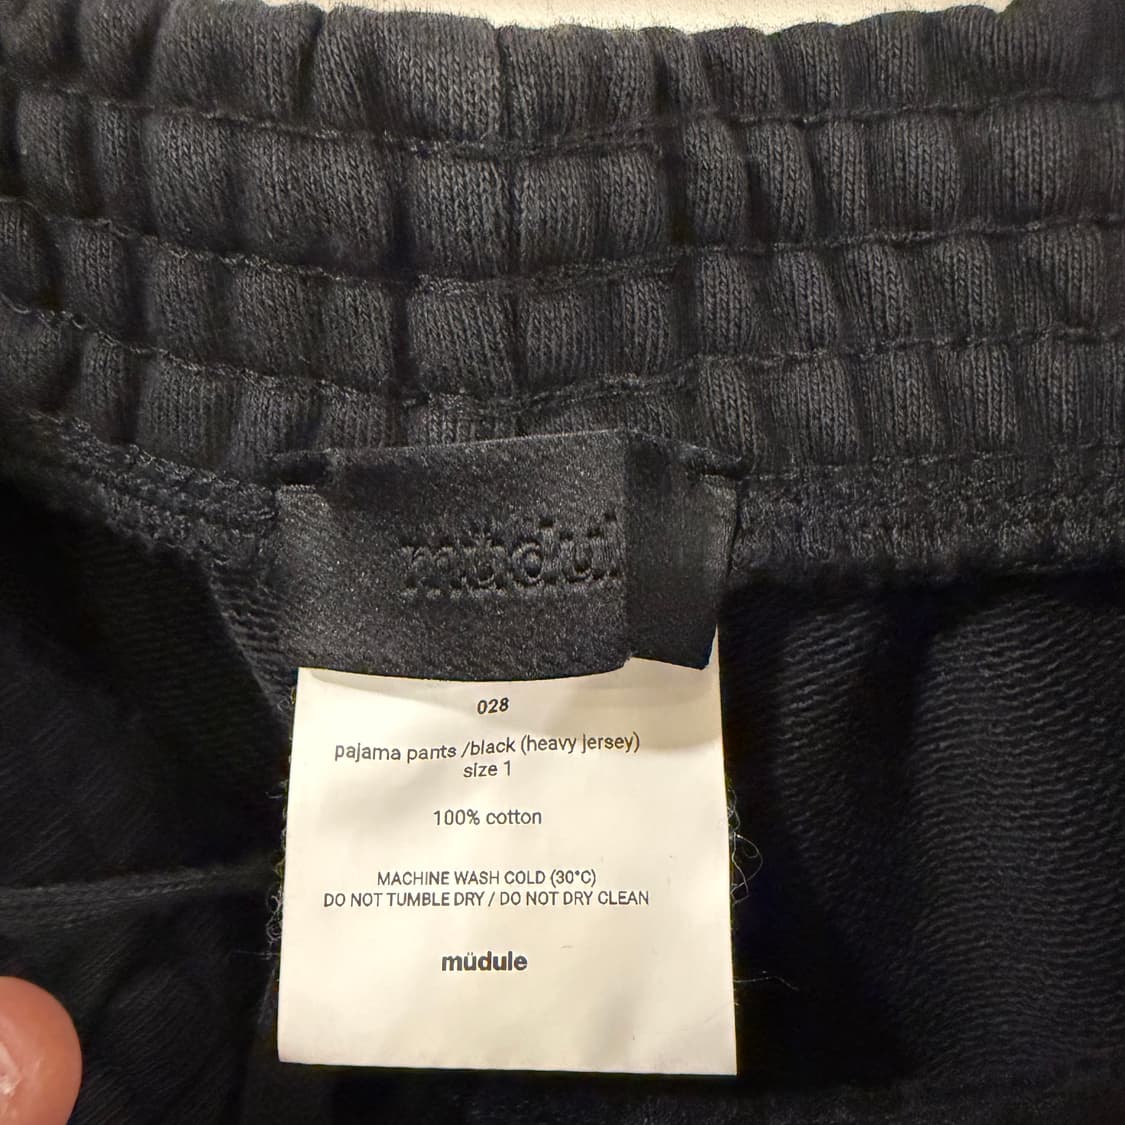 müdul
028
pajama pants /black (heavy jersey)
size 1
100% cotton
MACHINE WASH COLD (30°C)
DO NOT TUMBLE DRY / DO NOT DRY CLEAN
müdule